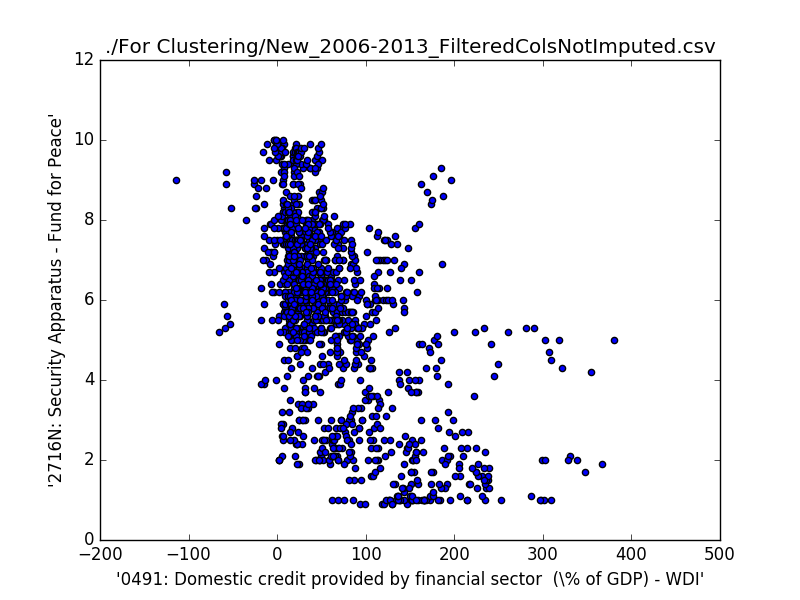 ./For Clustering/New_2006-2013_FilteredColsNotImputed.csv
12
10
8
6
4
2
0
'2716N: Security Apparatus - Fund for Peace'
−200 −100 0 100 200 300 400 500
'0491: Domestic credit provided by financial sector  (\% of GDP) - WDI'